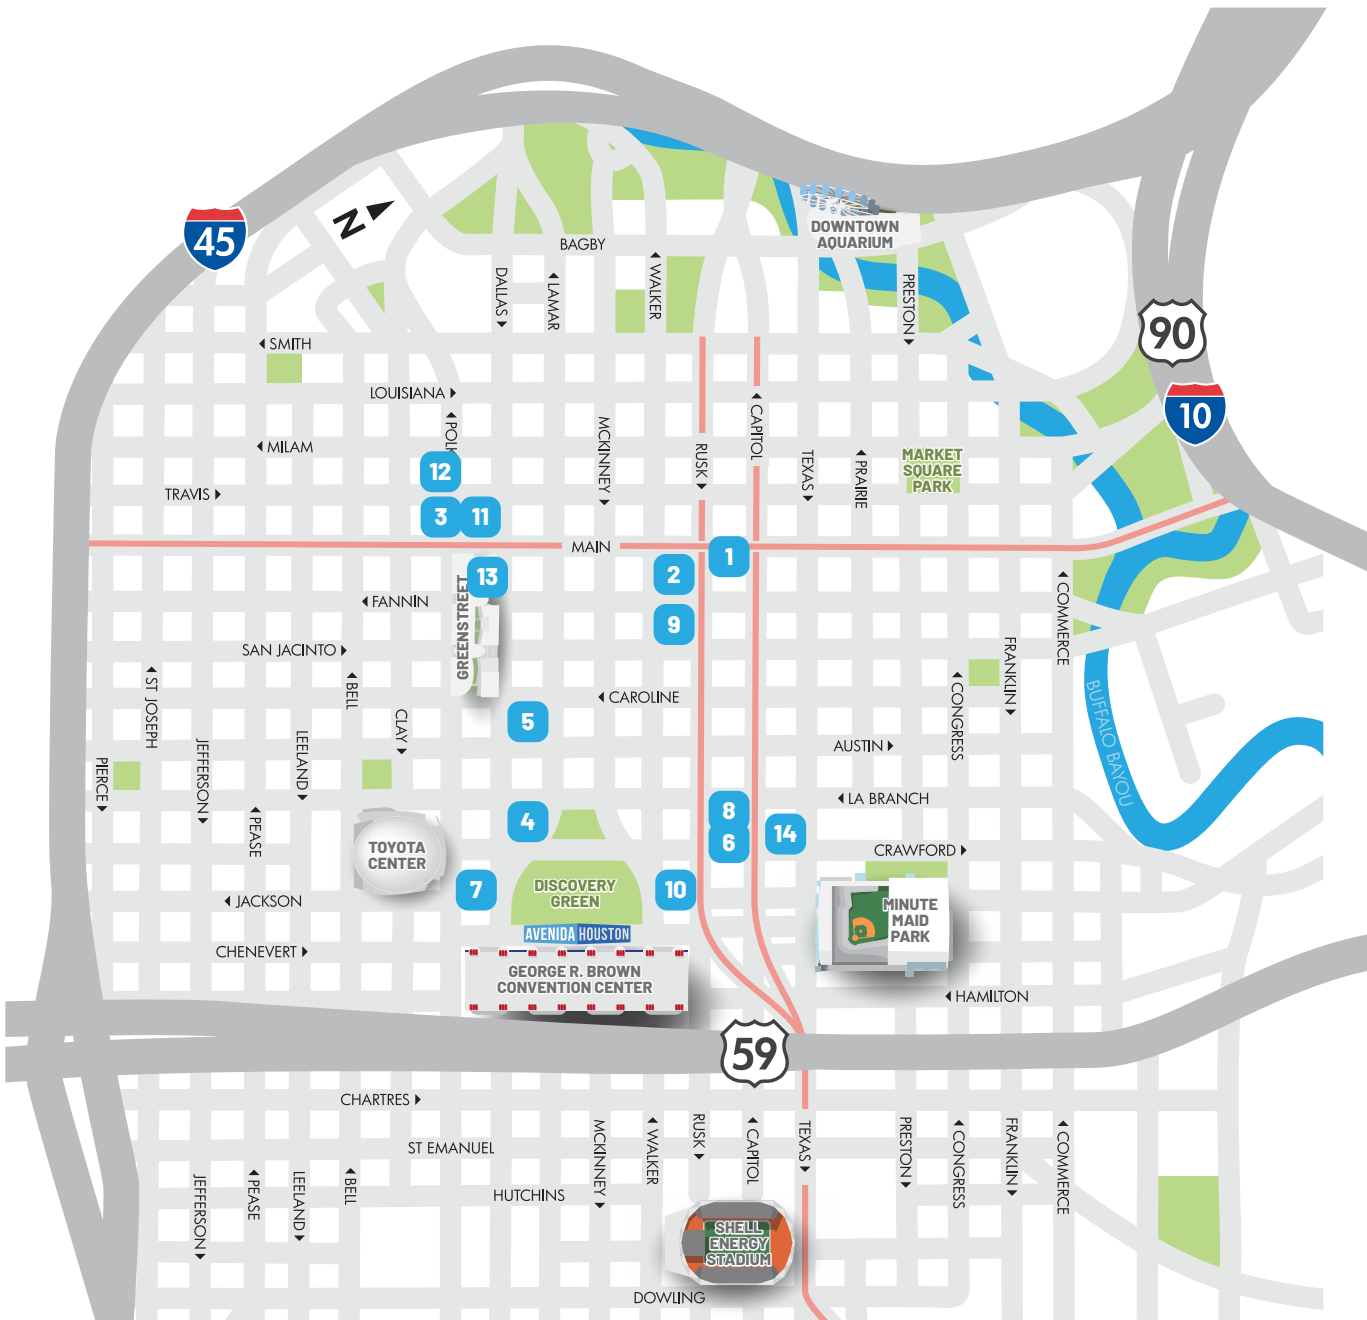 45
N
DOWNTOWN
AQUARIUM
BAGBY
DALLAS
LAMAR
WALKER
PRESTON
90
10
SMITH
LOUISIANA
POLK
MILAM
MCKINNEY
RUSK
CAPITOL
TEXAS
PRAIRIE
MARKET
SQUARE
PARK
12
TRAVIS
3
11
MAIN
1
2
13
GREENSTREET
FANNIN
9
COMMERCE
SAN JACINTO
FRANKLIN
ST JOSEPH
BELL
CAROLINE
CONGRESS
BUFFALO BAYOU
5
CLAY
JEFFERSON
LEELAND
PIERCE
AUSTIN
LA BRANCH
PEASE
4
8
6
14
TOYOTA
CENTER
CRAWFORD
7
DISCOVERY
GREEN
10
JACKSON
MINUTE
MAID
PARK
AVENIDA HOUSTON
CHENEVERT
GEORGE R. BROWN
CONVENTION CENTER
HAMILTON
59
CHARTRES
ST EMANUEL
MCKINNEY
WALKER
RUSK
CAPITOL
TEXAS
PRESTON
CONGRESS
FRANKLIN
COMMERCE
JEFFERSON
PEASE
LEELAND
BELL
HUTCHINS
SHELL
ENERGY
STADIUM
DOWLING